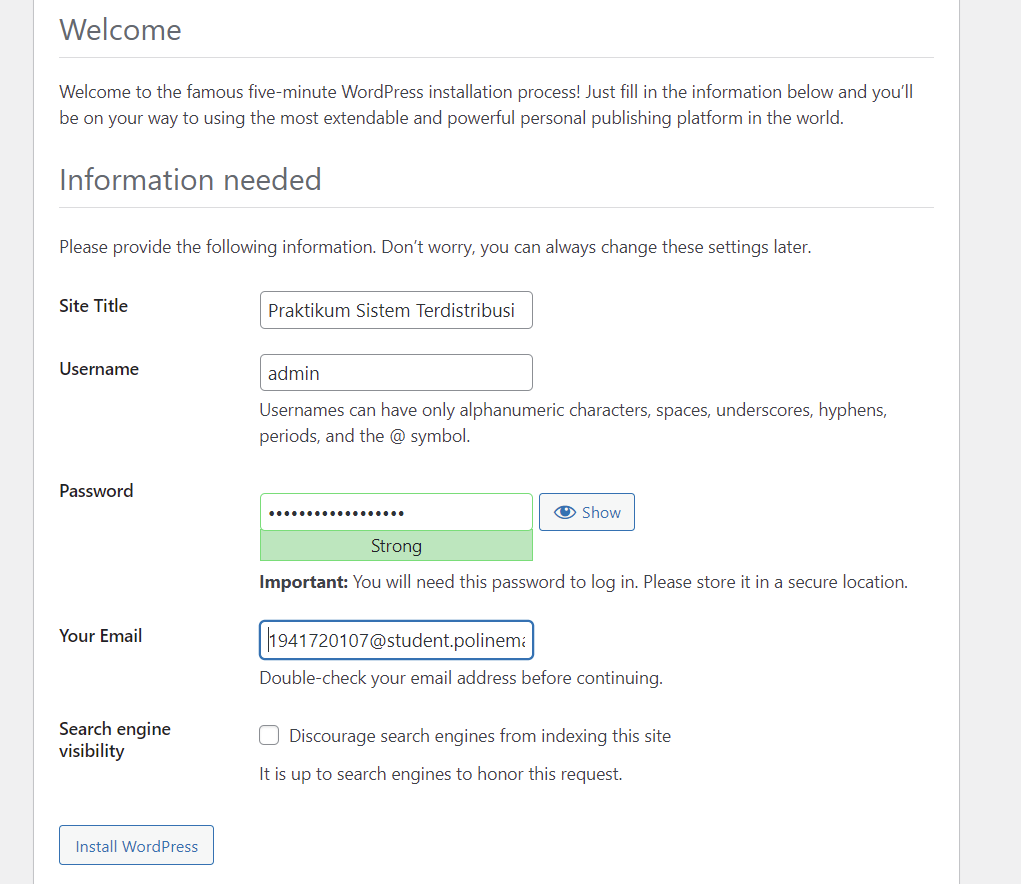 Welcome
Welcome to the famous five-minute WordPress installation process! Just fill in the information below and you’ll
be on your way to using the most extendable and powerful personal publishing platform in the world.
Information needed
Please provide the following information. Don’t worry, you can always change these settings later.
Site Title
Praktikum Sistem Terdistribusi
Username
admin
Usernames can have only alphanumeric characters, spaces, underscores, hyphens,
periods, and the @ symbol.
Password
••••••••••••••••••
Show
Strong
Important: You will need this password to log in. Please store it in a secure location.
Your Email
1941720107@student.polinema
Double-check your email address before continuing.
Search engine
visibility
Discourage search engines from indexing this site
It is up to search engines to honor this request.
Install WordPress